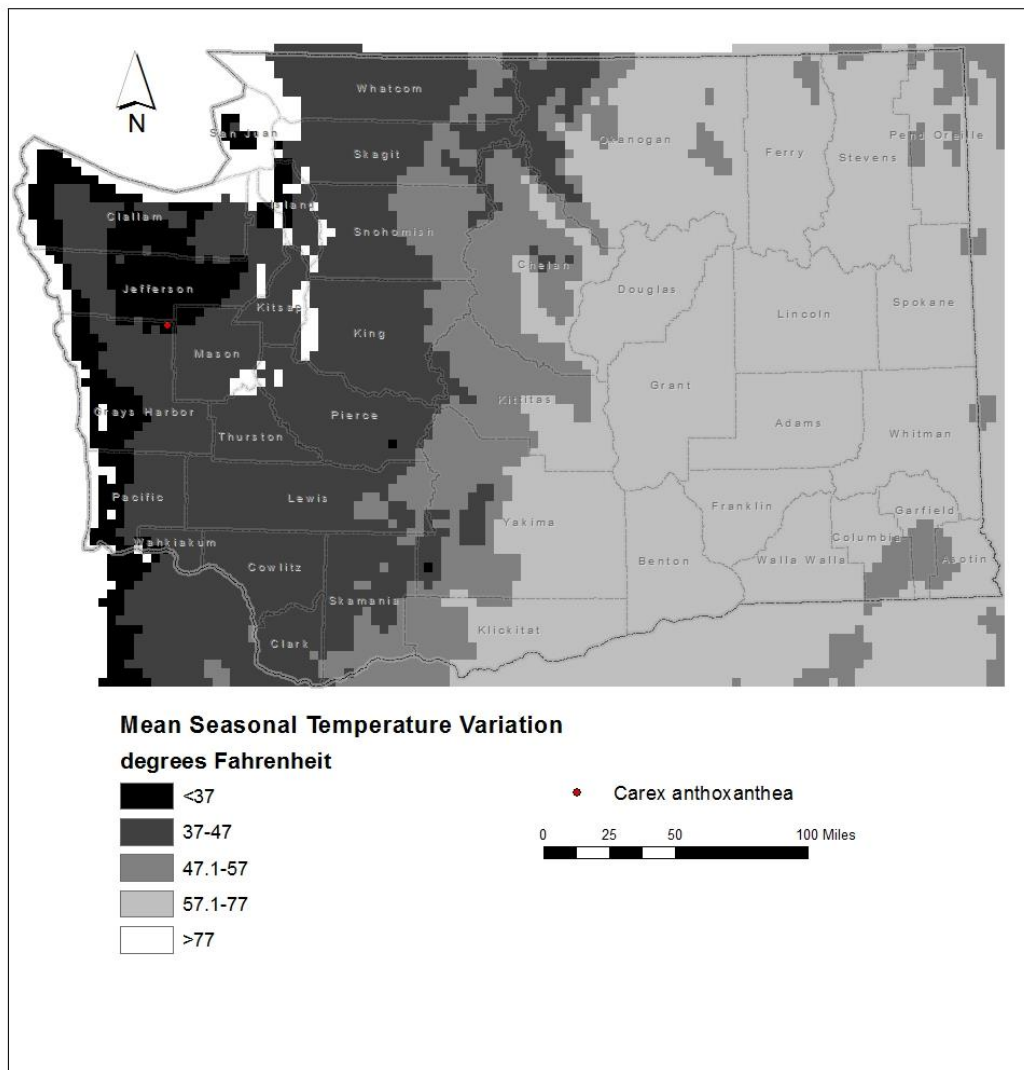 N
Whatcom
San Juan
Skagit
Okanogan
Ferry
Stevens
Pend Oreille
Island
Clallam
Snohomish
Chelan
Jefferson
Kitsap
Douglas
Lincoln
Spokane
King
Mason
Grant
Kittitas
Grays Harbor
Pierce
Adams
Thurston
Whitman
Pacific
Lewis
Yakima
Franklin
Garfield
Columbia
Wahkiakum
Cowlitz
Benton
Walla Walla
Asotin
Skamania
Klickitat
Clark
Mean Seasonal Temperature Variation
degrees Fahrenheit
<37
37-47
47.1-57
57.1-77
>77
Carex anthoxanthea
0 25 50 100 Miles